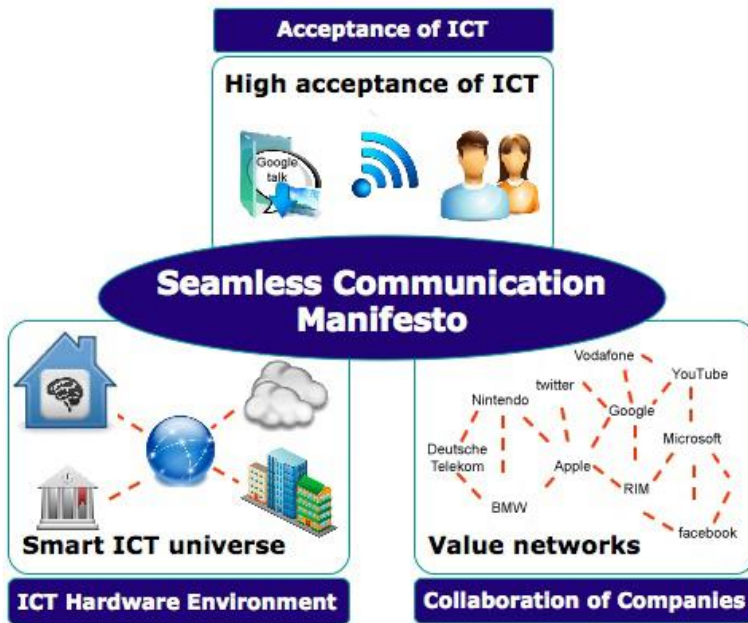 Acceptance of ICT
High acceptance of ICT
Google
talk
Seamless Communication
Manifesto
Vodafone
YouTube
twitter
Nintendo
Google
Microsoft
Deutsche
Telekom
Apple
RIM
BMW
facebook
Smart ICT universe
Value networks
ICT Hardware Environment
Collaboration of Companies